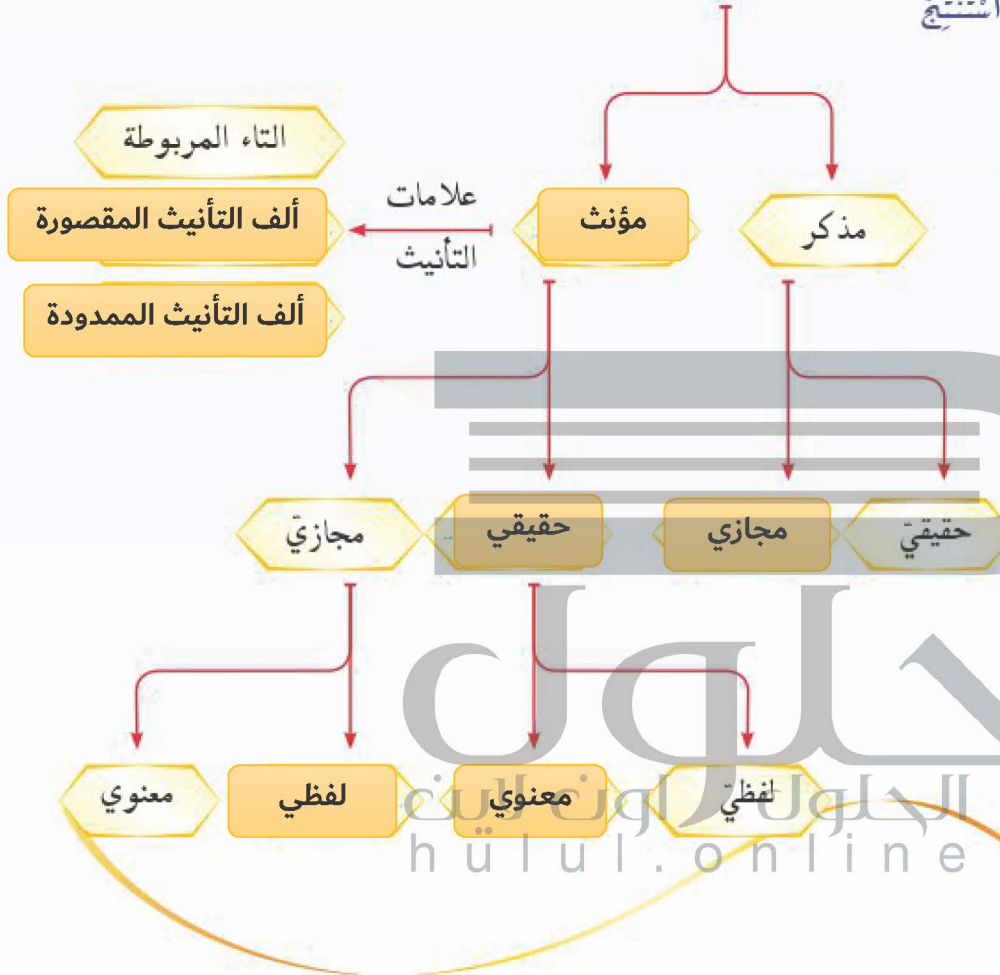 أَسْتَنْتِجُ
التاء المربوطة
مذكر
مؤنث
علامات
التأنيث
ألف التأنيث المقصورة
ألف التأنيث الممدودة
حقيقيّ
مجازي
حقيقي
مجازيّ
لفظيّ
معنوي
لفظي
معنوي
حلول
الحلول اون لاين
hulul.online